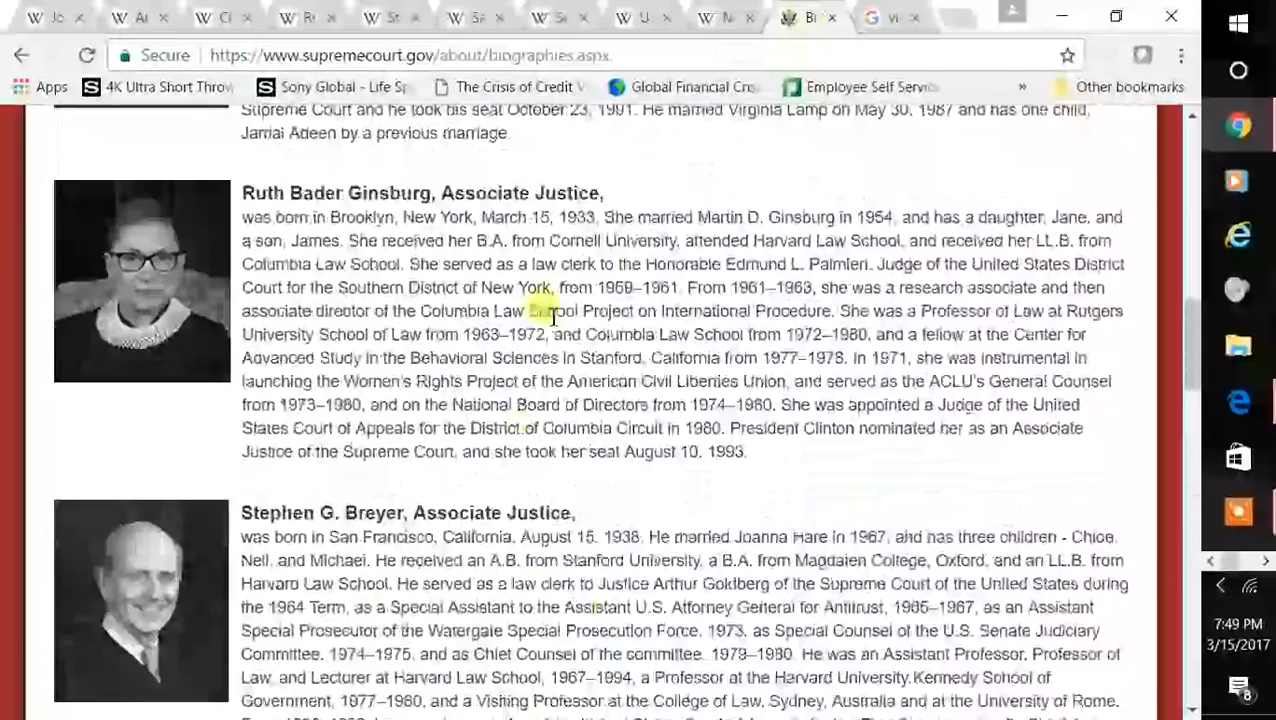 Secure https://www.supremecourt.gov/about/biographies.aspx
Apps 4K Ultra Short Throw Sony Global - Life Sp The Crisis of Credit V Global Financial Cris Employee Self Servic » Other bookmarks
Supreme Court and he took his seat October 23, 1991. He married Virginia Lamp on May 30, 1987 and has one child,
Jamal Adeen by a previous marriage.
Ruth Bader Ginsburg, Associate Justice,
was born in Brooklyn, New York, March 15, 1933. She married Martin D. Ginsburg in 1954, and has a daughter, Jane, and
a son, James. She received her B.A. from Cornell University, attended Harvard Law School, and received her LL.B. from
Columbia Law School. She served as a law clerk to the Honorable Edmund L. Palmieri, Judge of the United States District
Court for the Southern District of New York, from 1959–1961. From 1961–1963, she was a research associate and then
associate director of the Columbia Law School Project on International Procedure. She was a Professor of Law at Rutgers
University School of Law from 1963–1972, and Columbia Law School from 1972–1980, and a fellow at the Center for
Advanced Study in the Behavioral Sciences in Stanford, California from 1977–1978. In 1971, she was instrumental in
launching the Women's Rights Project of the American Civil Liberties Union, and served as the ACLU's General Counsel
from 1973–1980, and on the National Board of Directors from 1974–1980. She was appointed a Judge of the United
States Court of Appeals for the District of Columbia Circuit in 1980. President Clinton nominated her as an Associate
Justice of the Supreme Court, and she took her seat August 10, 1993.
Stephen G. Breyer, Associate Justice,
was born in San Francisco, California, August 15, 1938. He married Joanna Hare in 1967, and has three children - Chloe,
Nell, and Michael. He received an A.B. from Stanford University, a B.A. from Magdalen College, Oxford, and an LL.B. from
Harvard Law School. He served as a law clerk to Justice Arthur Goldberg of the Supreme Court of the United States during
the 1964 Term, as a Special Assistant to the Assistant U.S. Attorney General for Antitrust, 1965–1967, as an Assistant
Special Prosecutor of the Watergate Special Prosecution Force, 1973, as Special Counsel of the U.S. Senate Judiciary
Committee, 1974–1975, and as Chief Counsel of the committee, 1979–1980. He was an Assistant Professor, Professor of
Law, and Lecturer at Harvard Law School, 1967–1994, a Professor at the Harvard University Kennedy School of
Government, 1977–1980, and a Visiting Professor at the College of Law, Sydney, Australia and at the University of Rome.
7:49 PM
3/15/2017
8